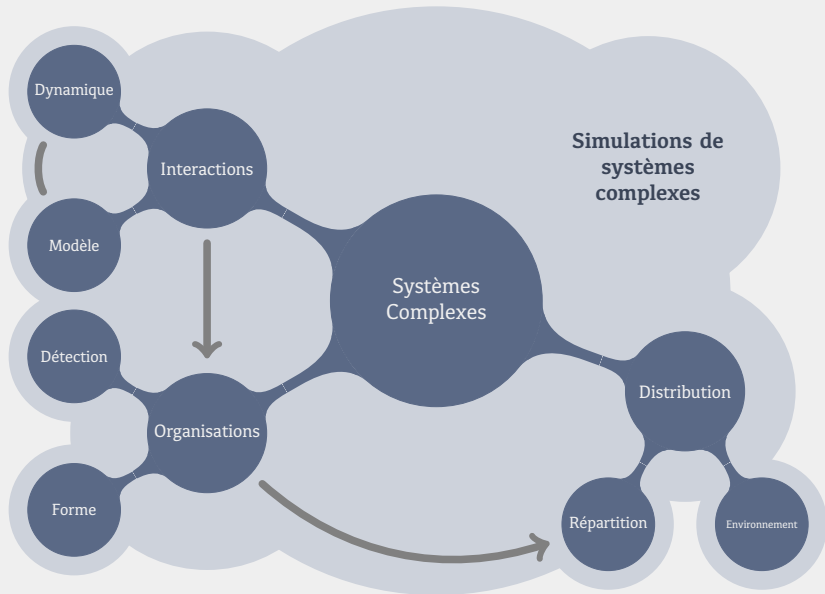 Dynamique
Interactions
Simulations de
systèmes
complexes
Modèle
Systèmes
Complexes
Détection
Organisations
Distribution
Forme
Répartition
Environnement